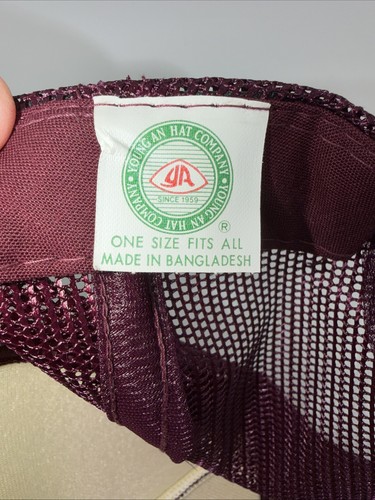 • YOUNG AN HAT COMPANY • YOUNG AN HAT COMPANY
YA
SINCE 1959
®
ONE SIZE FITS ALL
MADE IN BANGLADESH